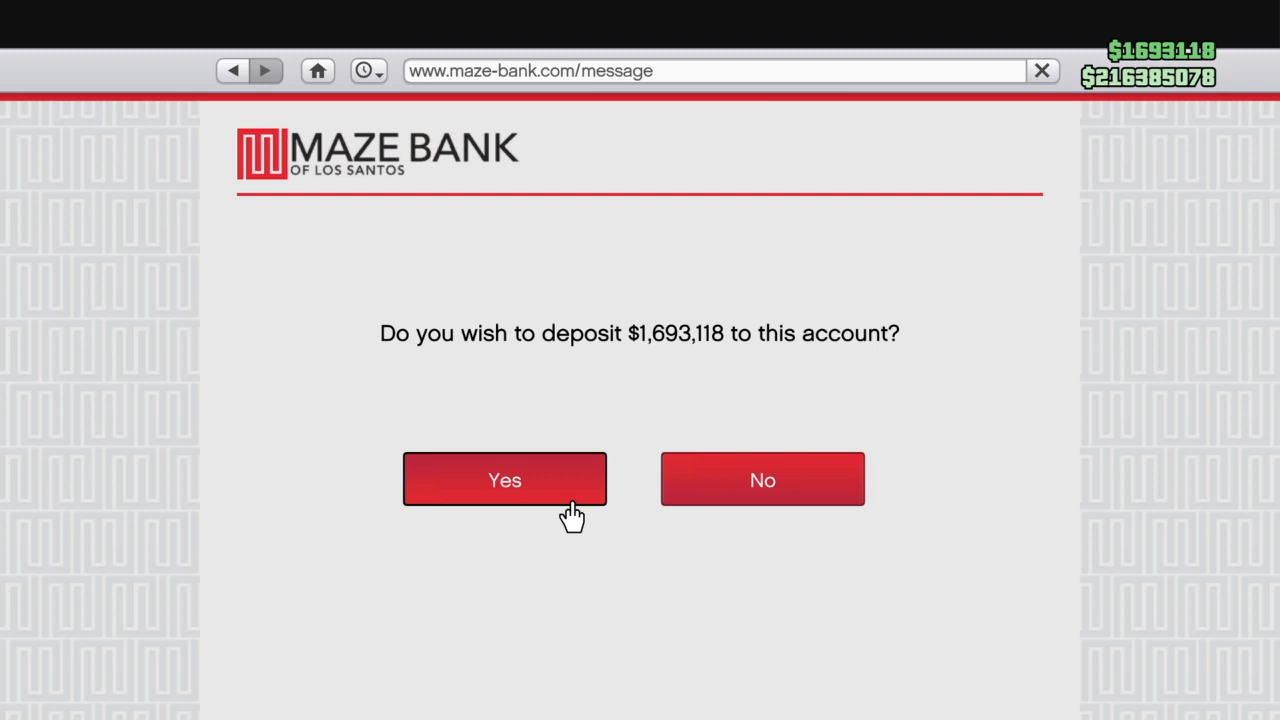 $1693118
www.maze-bank.com/message
$216385078
MAZE BANK
OF LOS SANTOS
Do you wish to deposit $1,693,118 to this account?
Yes
No